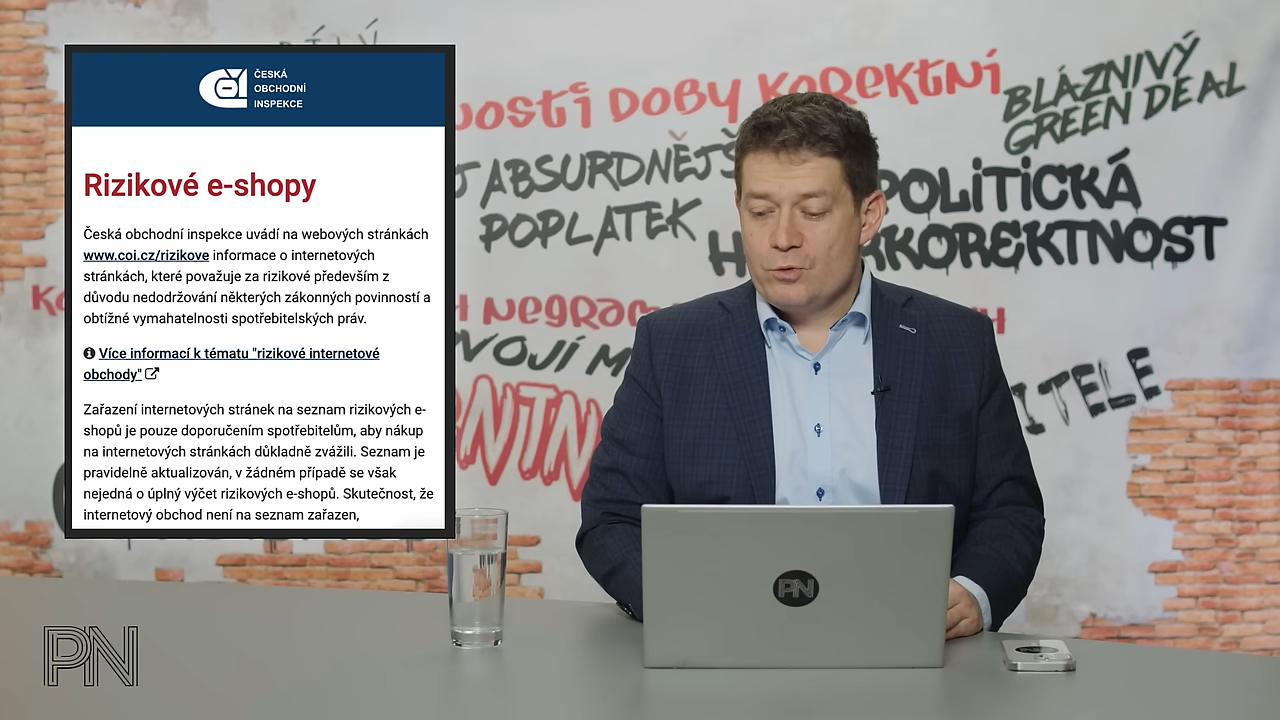 ČESKÁ
OBCHODNÍ
INSPEKCE
Rizikové e-shopy
Česká obchodní inspekce uvádí na webových stránkách
www.coi.cz/rizikove informace o internetových
stránkách, které považuje za rizikové především z
důvodu nedodržování některých zákonných povinností a
obtížné vymahatelnosti spotřebitelských práv.
Více informací k tématu "rizikové internetové
obchody"
Zařazení internetových stránek na seznam rizikových e-
shopů je pouze doporučením spotřebitelům, aby nákup
na internetových stránkách důkladně zvážili. Seznam je
pravidelně aktualizován, v žádném případě se však
nejedná o úplný výčet rizikových e-shopů. Skutečnost, že
internetový obchod není na seznam zařazen,
DOBY KOREKTNÍ
BLÁZNIVÝ
GREEN DEAL
POPLATEK
POLITICKÁ
PN
PN